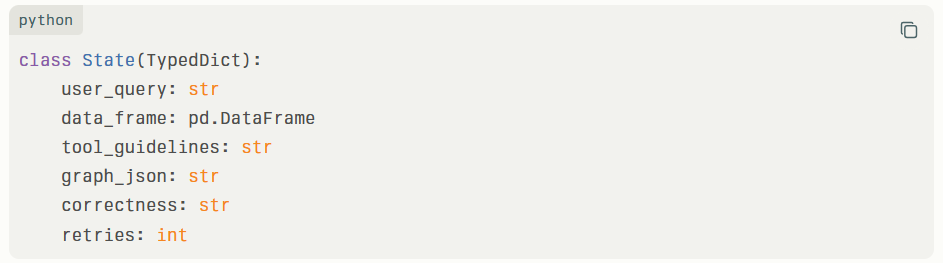 python
class State(TypedDict):
    user_query: str
    data_frame: pd.DataFrame
    tool_guidelines: str
    graph_json: str
    correctness: str
    retries: int